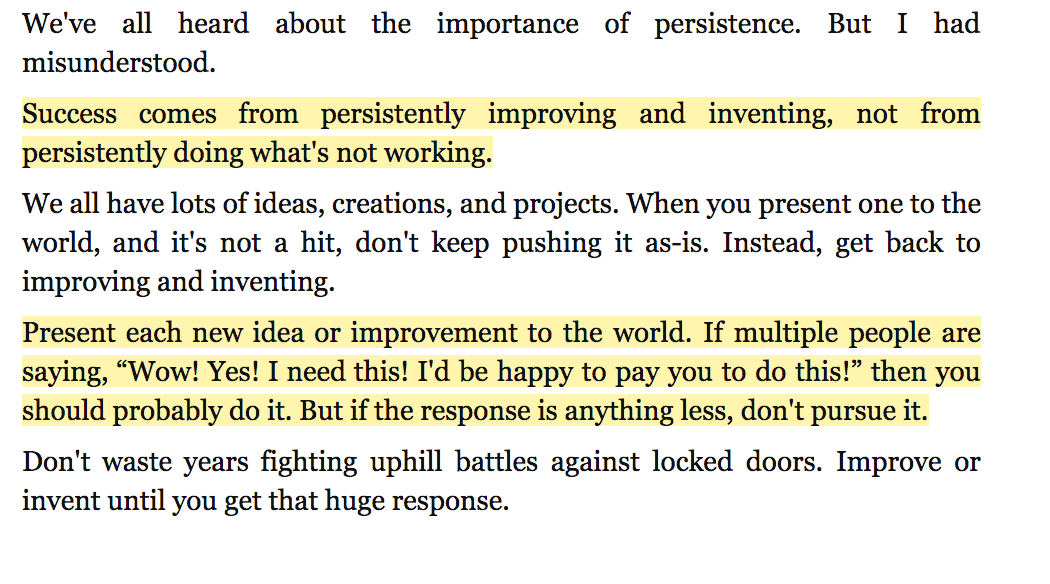 We've all heard about the importance of persistence. But I had
misunderstood.
Success comes from persistently improving and inventing, not from
persistently doing what's not working.
We all have lots of ideas, creations, and projects. When you present one to the
world, and it's not a hit, don't keep pushing it as-is. Instead, get back to
improving and inventing.
Present each new idea or improvement to the world. If multiple people are
saying, “Wow! Yes! I need this! I'd be happy to pay you to do this!” then you
should probably do it. But if the response is anything less, don't pursue it.
Don't waste years fighting uphill battles against locked doors. Improve or
invent until you get that huge response.